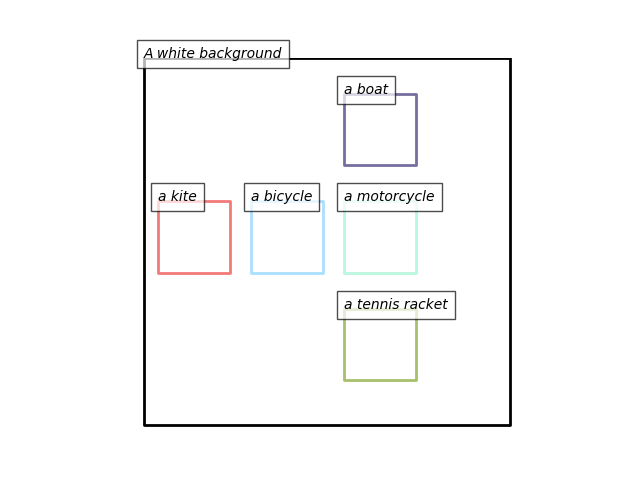 A white background
a boat
a kite
a bicycle
a motorcycle
a tennis racket